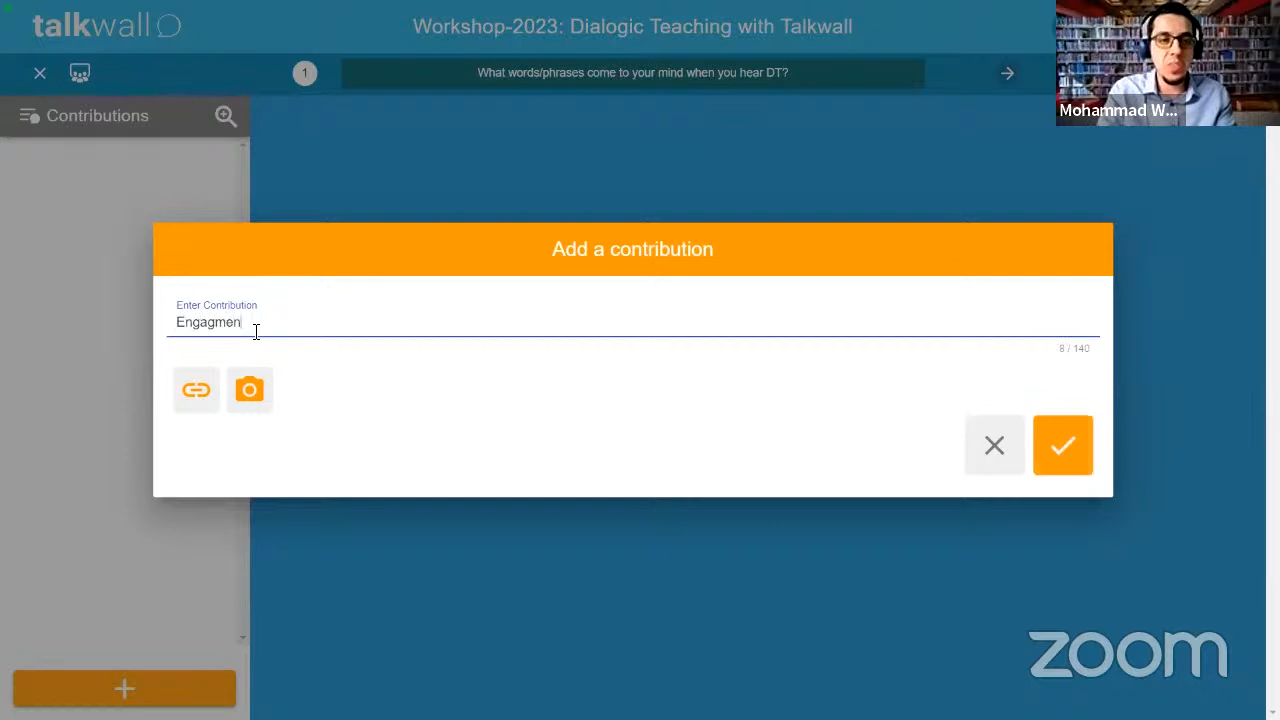 talkwall
Workshop-2023: Dialogic Teaching with Talkwall
1
What words/phrases come to your mind when you hear DT?
Mohammad W...
Contributions
Add a contribution
Enter Contribution
Engagmen
8 / 140
zoom